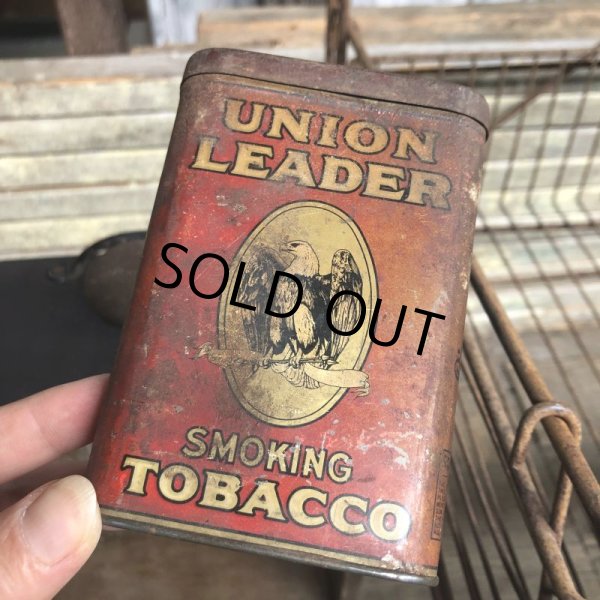 UNION
LEADER
SOLD OUT
SMOKING
TOBACCO